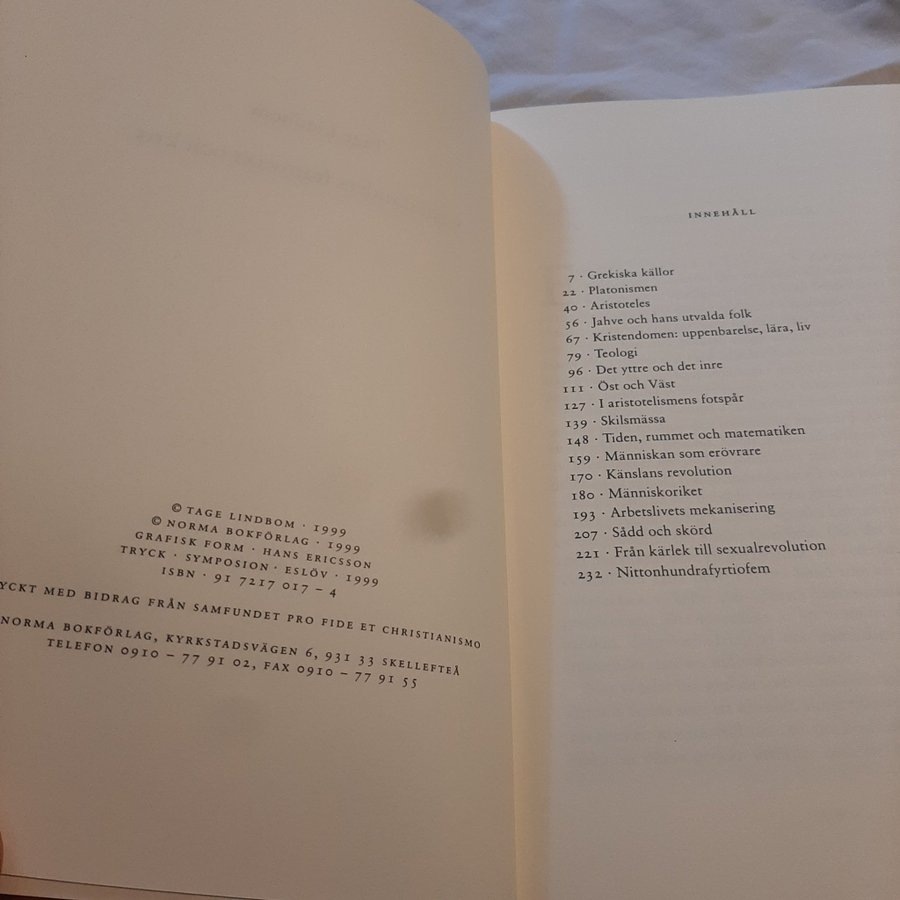 © TAGE LINDBOM · 1999
© NORMA BOKFÖRLAG · 1999
GRAFISK FORM · HANS ERICSSON
TRYCK · SYMPOSION · ESLÖV · 1999
ISBN · 91 7217 017 – 4
YCKT MED BIDRAG FRÅN SAMFUNDET PRO FIDE ET CHRISTIANISMO
NORMA BOKFÖRLAG, KYRKSTADSVÄGEN 6, 931 33 SKELLEFTEÅ
TELEFON 0910 – 77 91 02, FAX 0910 – 77 91 55
INNEHÅLL
7 · Grekiska källor
22 · Platonismen
40 · Aristoteles
56 · Jahve och hans utvalda folk
67 · Kristendomen: uppenbarelse, lära, liv
79 · Teologi
96 · Det yttre och det inre
111 · Öst och Väst
127 · I aristotelismens fotspår
139 · Skilsmässa
148 · Tiden, rummet och matematiken
159 · Människan som erövrare
170 · Känslans revolution
180 · Människoriket
193 · Arbetslivets mekanisering
207 · Sådd och skörd
221 · Från kärlek till sexualrevolution
232 · Nittonhundrafyrtiofem